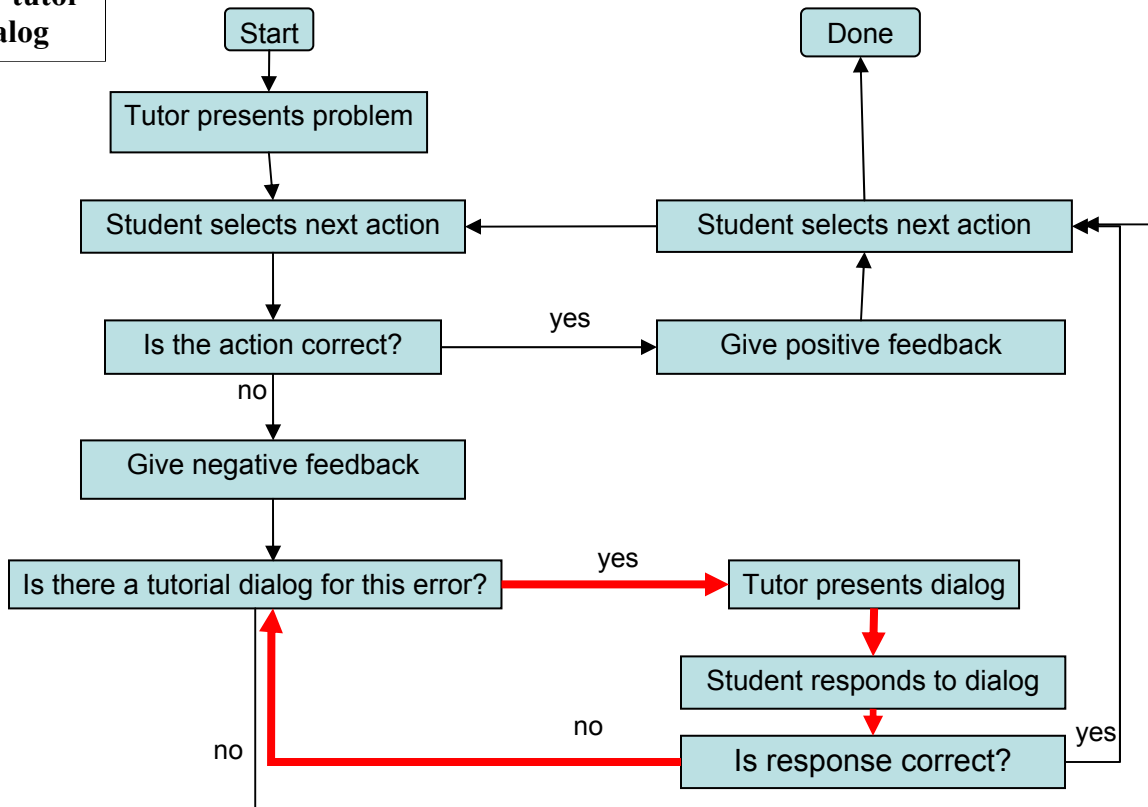 tutor
Start
Done
Tutor presents problem
Student selects next action
Student selects next action
Is the action correct?
yes
Give positive feedback
no
Give negative feedback
Is there a tutorial dialog for this error?
yes
Tutor presents dialog
Student responds to dialog
no
no
Is response correct?
yes